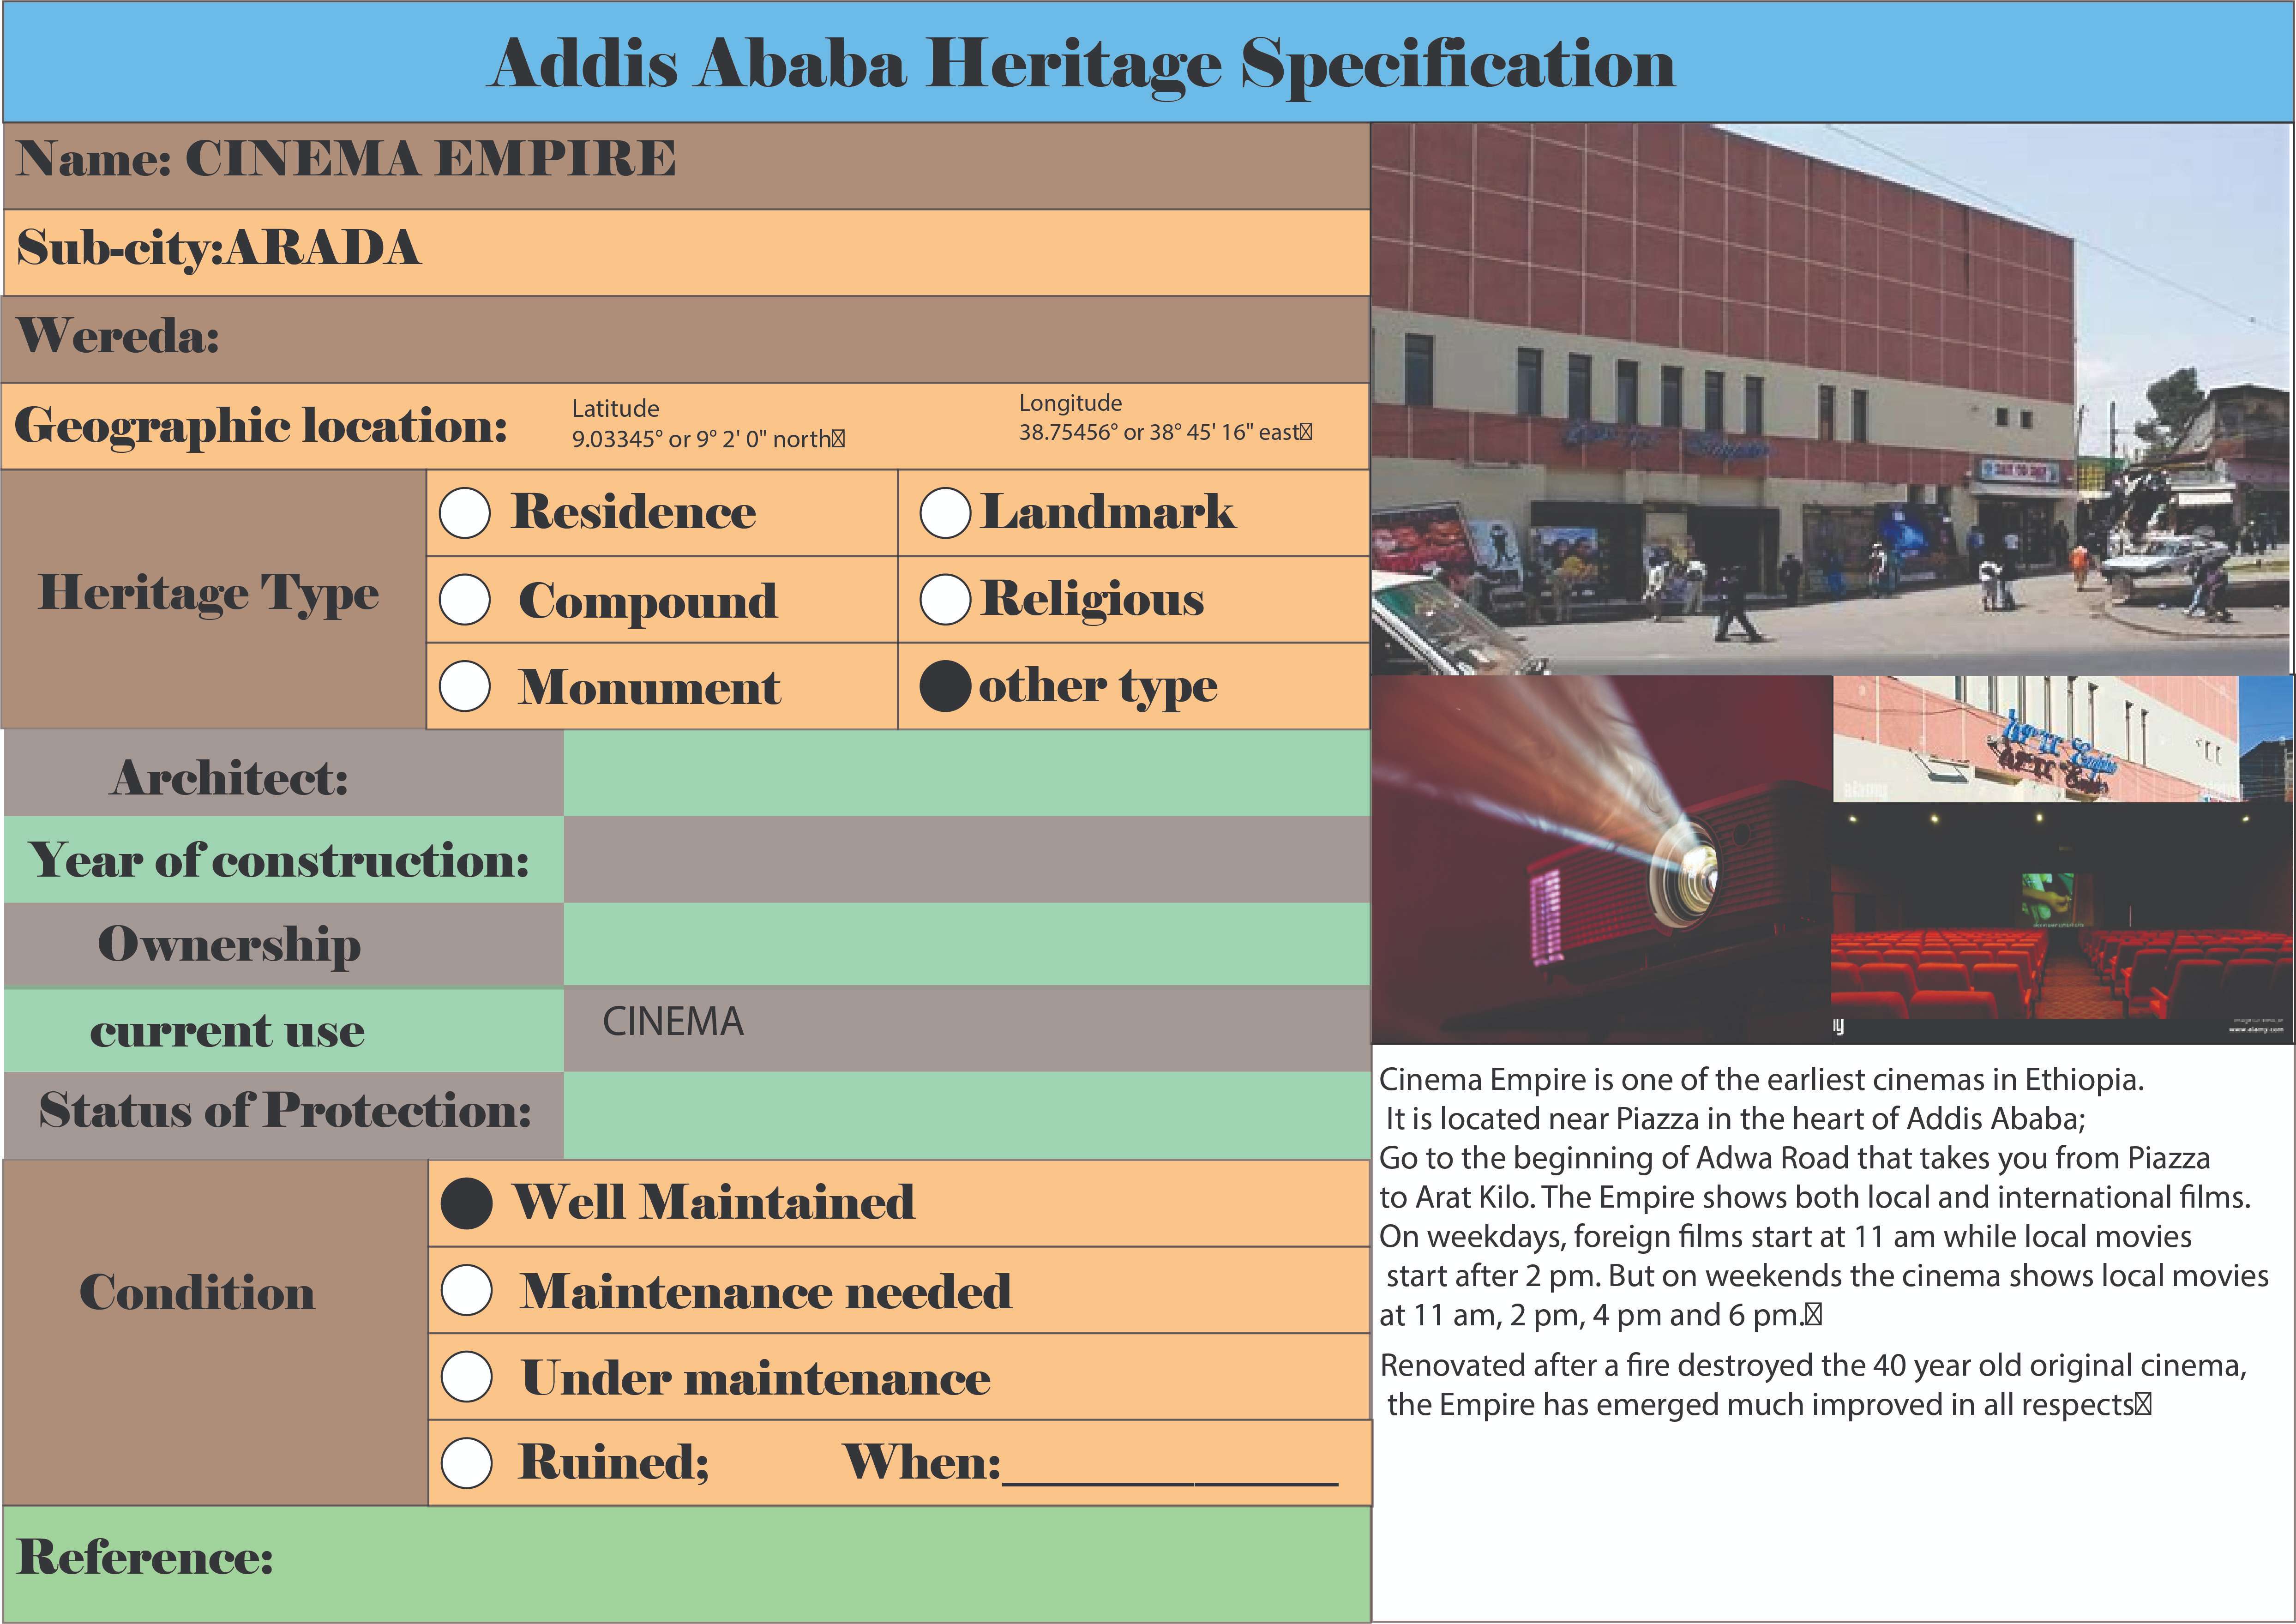 Addis Ababa Heritage Specification
Name: CINEMA EMPIRE
Sub-city:ARADA
Wereda:
Geographic location:
Latitude
9.03345° or 9° 2' 0" north
Longitude
38.75456° or 38° 45' 16" east
Heritage Type
Residence
Landmark
Compound
Religious
Monument
other type
Architect:
Year of construction:
Ownership
current use
CINEMA
Status of Protection:
Condition
Well Maintained
Maintenance needed
Under maintenance
Ruined; When:
Reference:
Empire
alamy
www.alamy.com
Cinema Empire is one of the earliest cinemas in Ethiopia.
It is located near Piazza in the heart of Addis Ababa;
Go to the beginning of Adwa Road that takes you from Piazza
to Arat Kilo. The Empire shows both local and international films.
On weekdays, foreign films start at 11 am while local movies
start after 2 pm. But on weekends the cinema shows local movies
at 11 am, 2 pm, 4 pm and 6 pm.
Renovated after a fire destroyed the 40 year old original cinema,
the Empire has emerged much improved in all respects